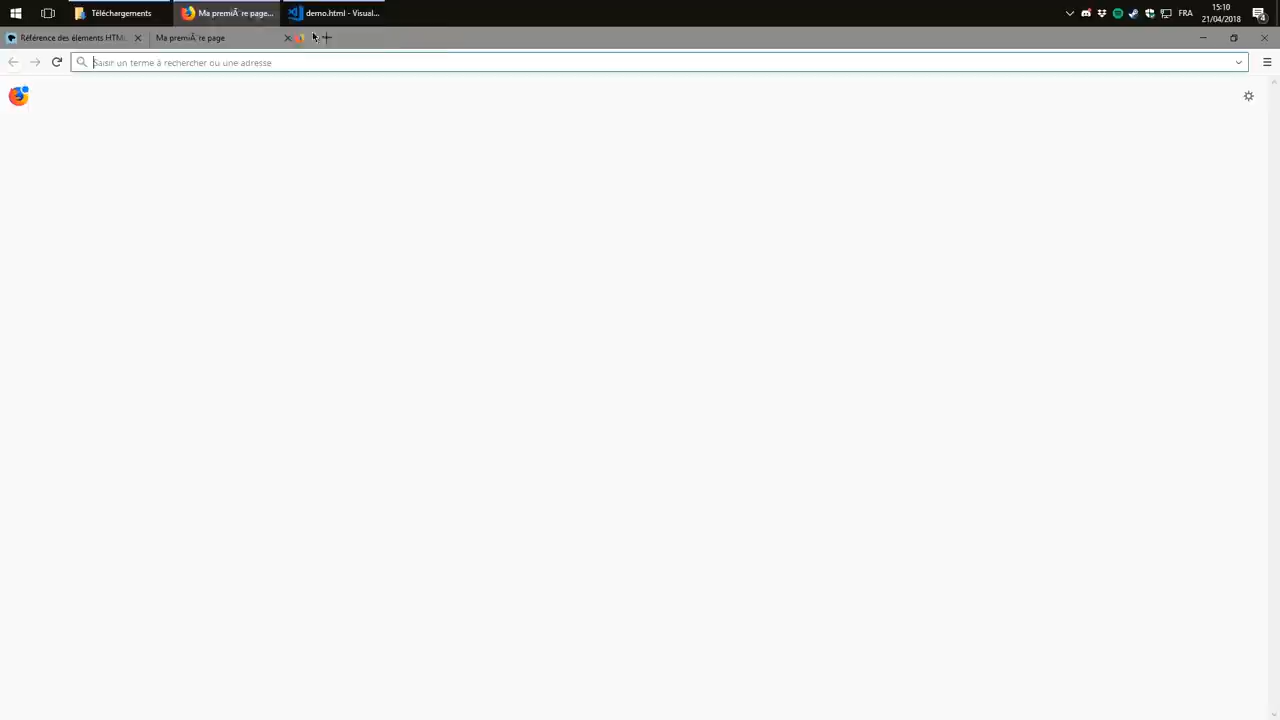 Téléchargements
Ma premiÃ¨re page...
demo.html - Visual...
FRA
15:10
21/04/2018
4
Référence des éléments HTML
Ma premiÃ¨re page
Saisir un terme à rechercher ou une adresse